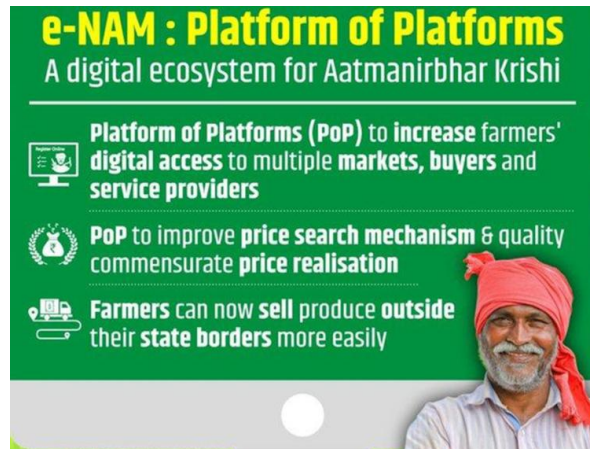 e-NAM : Platform of Platforms
A digital ecosystem for Aatmanirbhar Krishi
Register Online
Platform of Platforms (PoP) to increase farmers'
digital access to multiple markets, buyers and
service providers
PoP to improve price search mechanism & quality
commensurate price realisation
Farmers can now sell produce outside
their state borders more easily